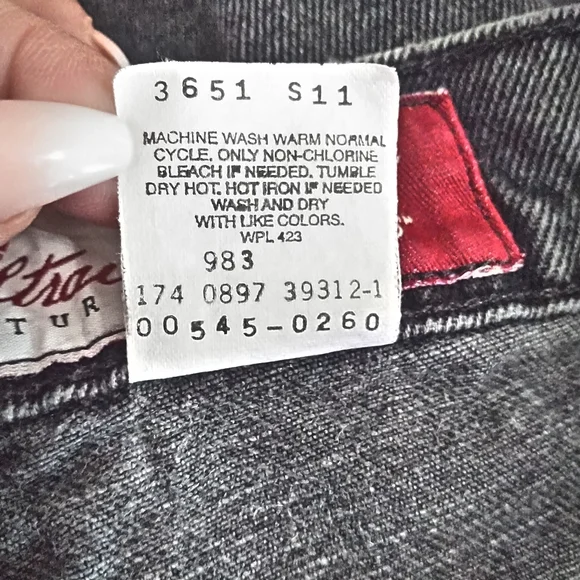 3651 S11
MACHINE WASH WARM NORMAL
CYCLE. ONLY NON-CHLORINE
BLEACH IF NEEDED. TUMBLE
DRY HOT. HOT IRON IF NEEDED
WASH AND DRY
WITH LIKE COLORS.
WPL 423
983
174 0897 39312-1
00545-0260